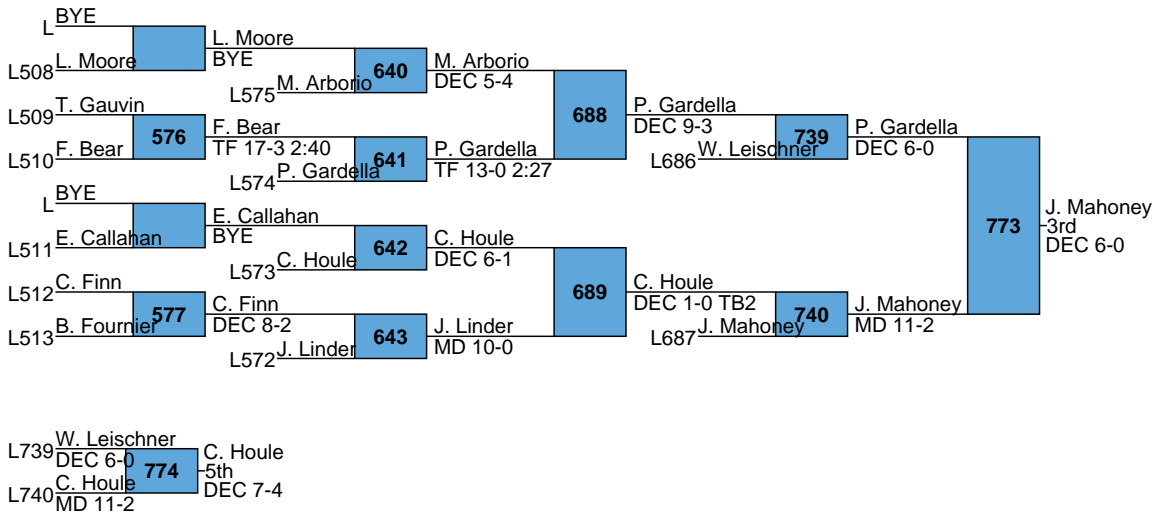 L BYE
L. Moore
BYE
L508 L. Moore
640
M. Arborio
DEC 5-4
L575 M. Arborio
688
P. Gardella
DEC 9-3
L509 T. Gauvin
576
F. Bear
TF 17-3 2:40
L510 F. Bear
641
P. Gardella
TF 13-0 2:27
L574 P. Gardella
739
P. Gardella
DEC 6-0
L686 W. Leischner
L BYE
E. Callahan
BYE
L511 E. Callahan
642
C. Houle
DEC 6-1
L573 C. Houle
773
J. Mahoney
3rd
DEC 6-0
689
C. Houle
DEC 1-0 TB2
L512 C. Finn
577
C. Finn
DEC 8-2
L513 B. Fournier
643
J. Linder
MD 10-0
L572 J. Linder
740
J. Mahoney
MD 11-2
L687 J. Mahoney
L739 W. Leischner
DEC 6-0
774
C. Houle
5th
DEC 7-4
L740 C. Houle
MD 11-2